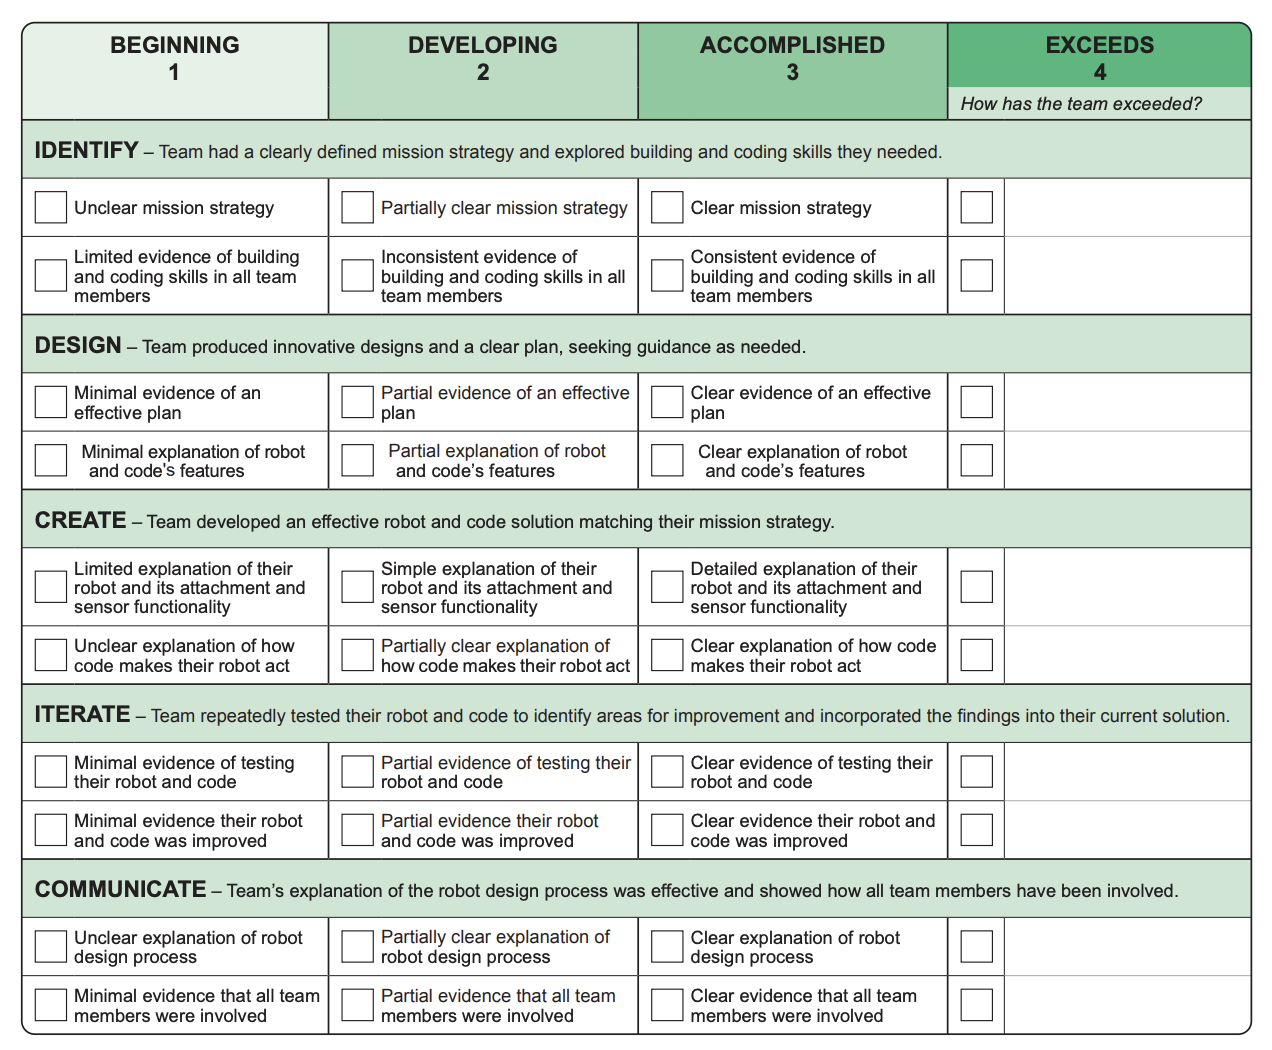 BEGINNING
1
DEVELOPING
2
ACCOMPLISHED
3
EXCEEDS
4
How has the team exceeded?
IDENTIFY – Team had a clearly defined mission strategy and explored building and coding skills they needed.
Unclear mission strategy
Partially clear mission strategy
Clear mission strategy
Limited evidence of building
and coding skills in all team
members
Inconsistent evidence of
building and coding skills in all
team members
Consistent evidence of
building and coding skills in all
team members
DESIGN – Team produced innovative designs and a clear plan, seeking guidance as needed.
Minimal evidence of an
effective plan
Partial evidence of an effective
plan
Clear evidence of an effective
plan
Minimal explanation of robot
and code's features
Partial explanation of robot
and code’s features
Clear explanation of robot
and code’s features
CREATE – Team developed an effective robot and code solution matching their mission strategy.
Limited explanation of their
robot and its attachment and
sensor functionality
Simple explanation of their
robot and its attachment and
sensor functionality
Detailed explanation of their
robot and its attachment and
sensor functionality
Unclear explanation of how
code makes their robot act
Partially clear explanation of
how code makes their robot act
Clear explanation of how code
makes their robot act
ITERATE – Team repeatedly tested their robot and code to identify areas for improvement and incorporated the findings into their current solution.
Minimal evidence of testing
their robot and code
Partial evidence of testing their
robot and code
Clear evidence of testing their
robot and code
Minimal evidence their robot
and code was improved
Partial evidence their robot
and code was improved
Clear evidence their robot and
code was improved
COMMUNICATE – Team’s explanation of the robot design process was effective and showed how all team members have been involved.
Unclear explanation of robot
design process
Partially clear explanation of
robot design process
Clear explanation of robot
design process
Minimal evidence that all team
members were involved
Partial evidence that all team
members were involved
Clear evidence that all team
members were involved